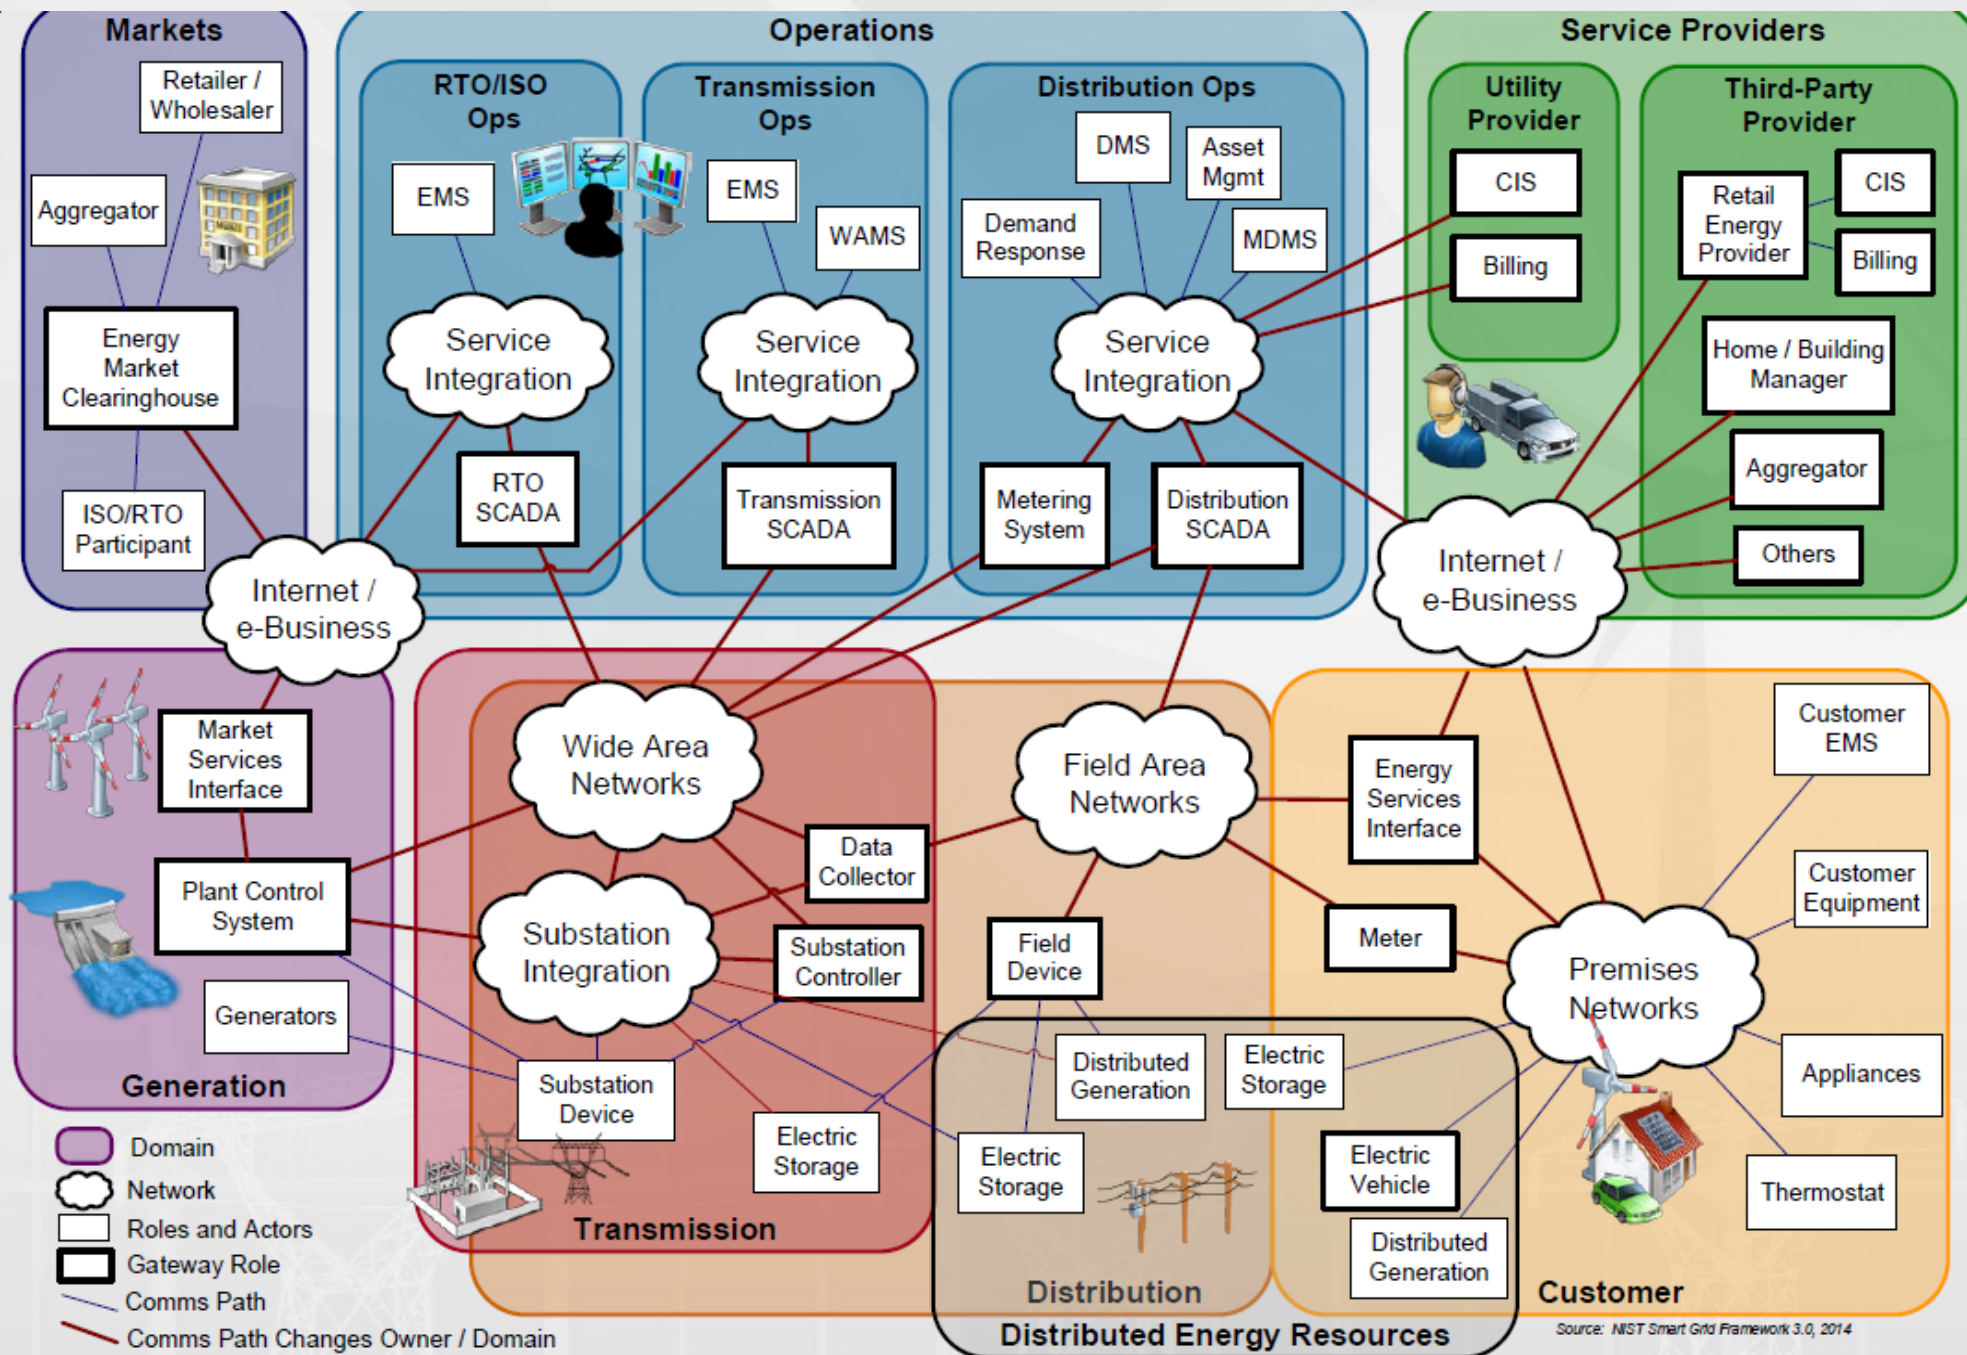 Markets
Retailer /
Wholesaler
Aggregator
Energy
Market
Clearinghouse
ISO/RTO
Participant
Operations
RTO/ISO
Ops
EMS
Service
Integration
RTO
SCADA
Transmission
Ops
EMS
WAMS
Service
Integration
Transmission
SCADA
Distribution Ops
DMS
Asset
Mgmt
Demand
Response
MDMS
Service
Integration
Metering
System
Distribution
SCADA
Service Providers
Utility
Provider
CIS
Billing
Third-Party
Provider
Retail
Energy
Provider
CIS
Billing
Home / Building
Manager
Aggregator
Others
Internet /
e-Business
Internet /
e-Business
Market
Services
Interface
Plant Control
System
Generators
Generation
Wide Area
Networks
Data
Collector
Substation
Integration
Substation
Controller
Substation
Device
Electric
Storage
Transmission
Field Area
Networks
Field
Device
Distributed
Generation
Electric
Storage
Distribution
Energy
Services
Interface
Meter
Premises
Networks
Customer
EMS
Customer
Equipment
Appliances
Thermostat
Electric
Storage
Electric
Vehicle
Distributed
Generation
Customer
Distributed Energy Resources
Domain
Network
Roles and Actors
Gateway Role
Comms Path
Comms Path Changes Owner / Domain
Source: NIST Smart Grid Framework 3.0, 2014